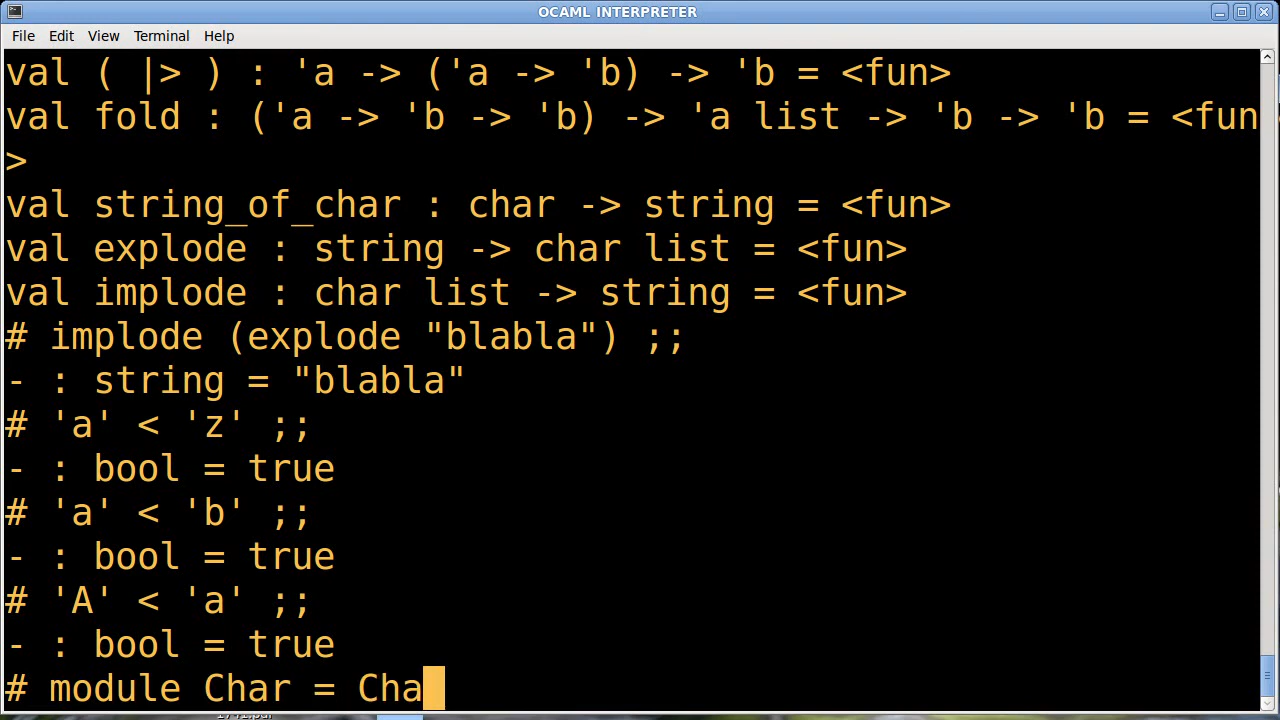 OCAML INTERPRETER
File Edit View Terminal Help
val ( |> ) : 'a -> ('a -> 'b) -> 'b = <fun>
val fold : ('a -> 'b -> 'b) -> 'a list -> 'b -> 'b = <fun
>
val string_of_char : char -> string = <fun>
val explode : string -> char list = <fun>
val implode : char list -> string = <fun>
# implode (explode "blabla") ;;
- : string = "blabla"
# 'a' < 'z' ;;
- : bool = true
# 'a' < 'b' ;;
- : bool = true
# 'A' < 'a' ;;
- : bool = true
# module Char = Cha